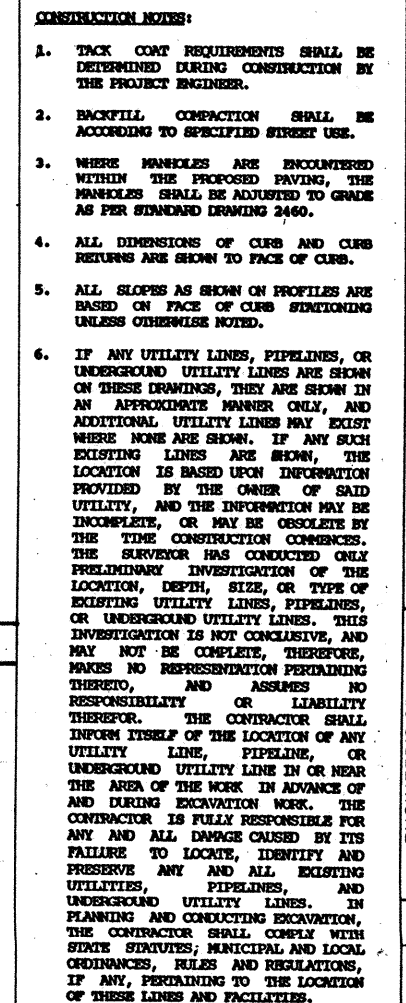 CONSTRUCTION NOTES:
1. TACK COAT REQUIREMENTS SHALL BE
DETERMINED DURING CONSTRUCTION BY
THE PROJECT ENGINEER.
2. BACKFILL COMPACTION SHALL BE
ACCORDING TO SPECIFIED STREET USE.
3. WHERE MANHOLES ARE ENCOUNTERED
WITHIN THE PROPOSED PAVING, THE
MANHOLES SHALL BE ADJUSTED TO GRADE
AS PER STANDARD DRAWING 2460.
4. ALL DIMENSIONS OF CURB AND CURB
RETURNS ARE SHOWN TO FACE OF CURB.
5. ALL SLOPES AS SHOWN ON PROFILES ARE
BASED ON FACE OF CURB STATIONING
UNLESS OTHERWISE NOTED.
6. IF ANY UTILITY LINES, PIPELINES, OR
UNDERGROUND UTILITY LINES ARE SHOWN
ON THESE DRAWINGS, THEY ARE SHOWN IN
AN APPROXIMATE MANNER ONLY, AND
ADDITIONAL UTILITY LINES MAY EXIST
WHERE NONE ARE SHOWN. IF ANY SUCH
EXISTING LINES ARE SHOWN, THE
LOCATION IS BASED UPON INFORMATION
PROVIDED BY THE OWNER OF SAID
UTILITY, AND THE INFORMATION MAY BE
INCOMPLETE, OR MAY BE OBSOLETE BY
THE TIME CONSTRUCTION COMMENCES.
THE SURVEYOR HAS CONDUCTED ONLY
PRELIMINARY INVESTIGATION OF THE
LOCATION, DEPTH, SIZE, OR TYPE OF
EXISTING UTILITY LINES, PIPELINES,
OR UNDERGROUND UTILITY LINES. THIS
INVESTIGATION IS NOT CONCLUSIVE, AND
MAY NOT BE COMPLETE, THEREFORE,
MAKES NO REPRESENTATION PERTAINING
THERETO, AND ASSUMES NO
RESPONSIBILITY OR LIABILITY
THEREFOR. THE CONTRACTOR SHALL
INFORM ITSELF OF THE LOCATION OF ANY
UTILITY LINE, PIPELINE, OR
UNDERGROUND UTILITY LINE IN OR NEAR
THE AREA OF THE WORK IN ADVANCE OF
AND DURING EXCAVATION WORK. THE
CONTRACTOR IS FULLY RESPONSIBLE FOR
ANY AND ALL DAMAGE CAUSED BY ITS
FAILURE TO LOCATE, IDENTIFY AND
PRESERVE ANY AND ALL EXISTING
UTILITIES, PIPELINES, AND
UNDERGROUND UTILITY LINES. IN
PLANNING AND CONDUCTING EXCAVATION,
THE CONTRACTOR SHALL COMPLY WITH
STATE STATUTES; MUNICIPAL AND LOCAL
ORDINANCES, RULES AND REGULATIONS,
IF ANY, PERTAINING TO THE LOCATION
OF THESE LINES AND FACILITIES.